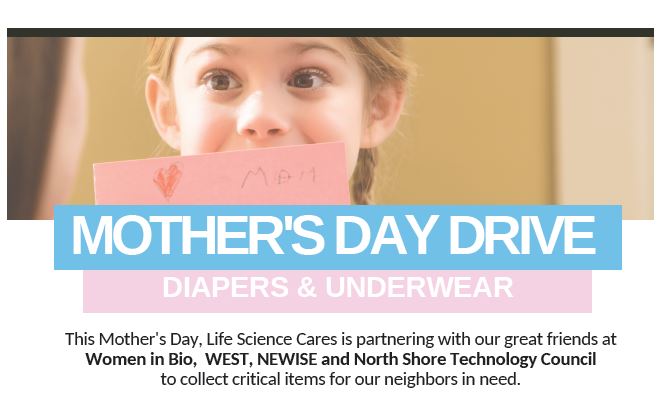 MAM
MOTHER'S DAY DRIVE
DIAPERS & UNDERWEAR
This Mother's Day, Life Science Cares is partnering with our great friends at
Women in Bio,  WEST, NEWISE and North Shore Technology Council
to collect critical items for our neighbors in need.